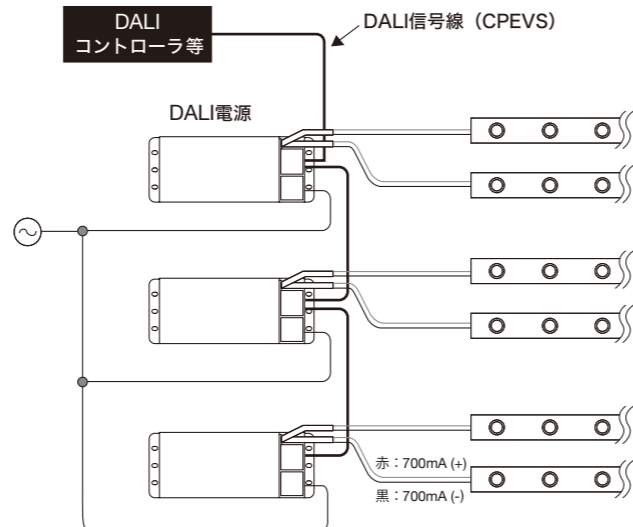 DALI
コントローラ等
DALI信号線（CPEVS）
DALI電源
赤：700mA (+)
黒：700mA (-)